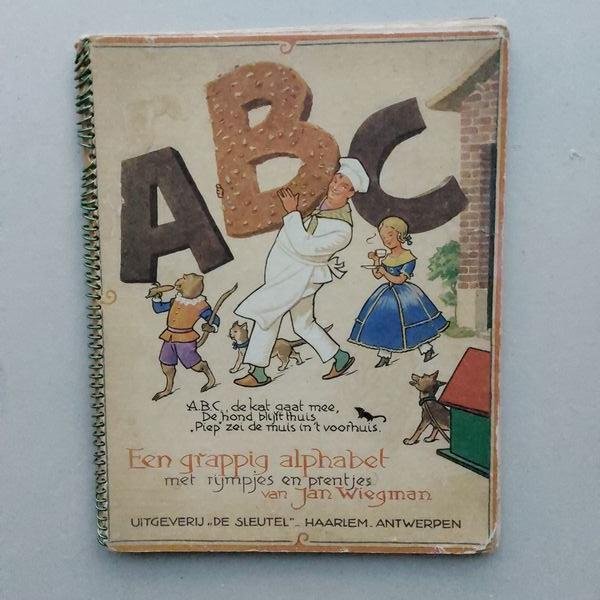 ABC
A.B.C., de kat gaat mee,
De hond blijft thuis
„Piep” zei de muis in 't voorhuis.
Een grappig alphabet
met rijmpjes en prentjes
van Jan Wiegman
UITGEVERIJ „DE SLEUTEL” - HAARLEM - ANTWERPEN